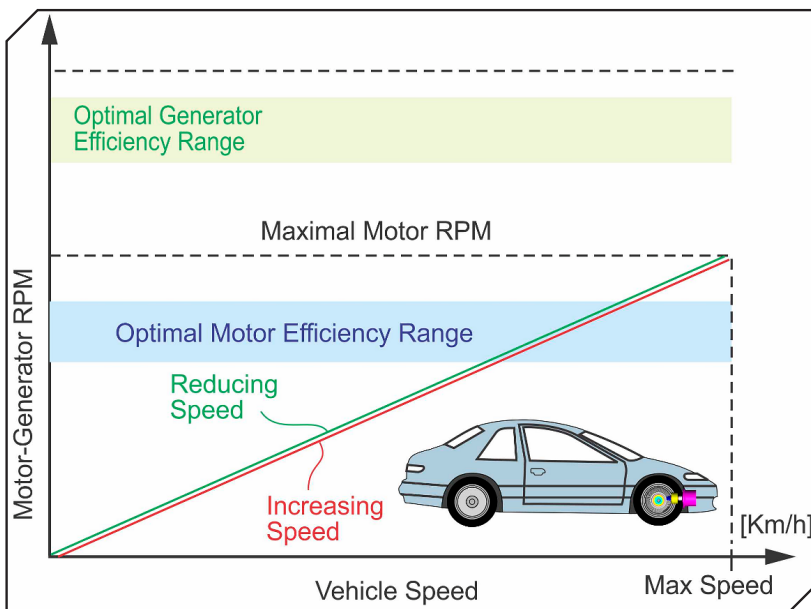 Optimal Generator
Efficiency Range
Maximal Motor RPM
Motor-Generator RPM
Optimal Motor Efficiency Range
Reducing
Speed
Increasing
Speed
[Km/h]
Vehicle Speed
Max Speed